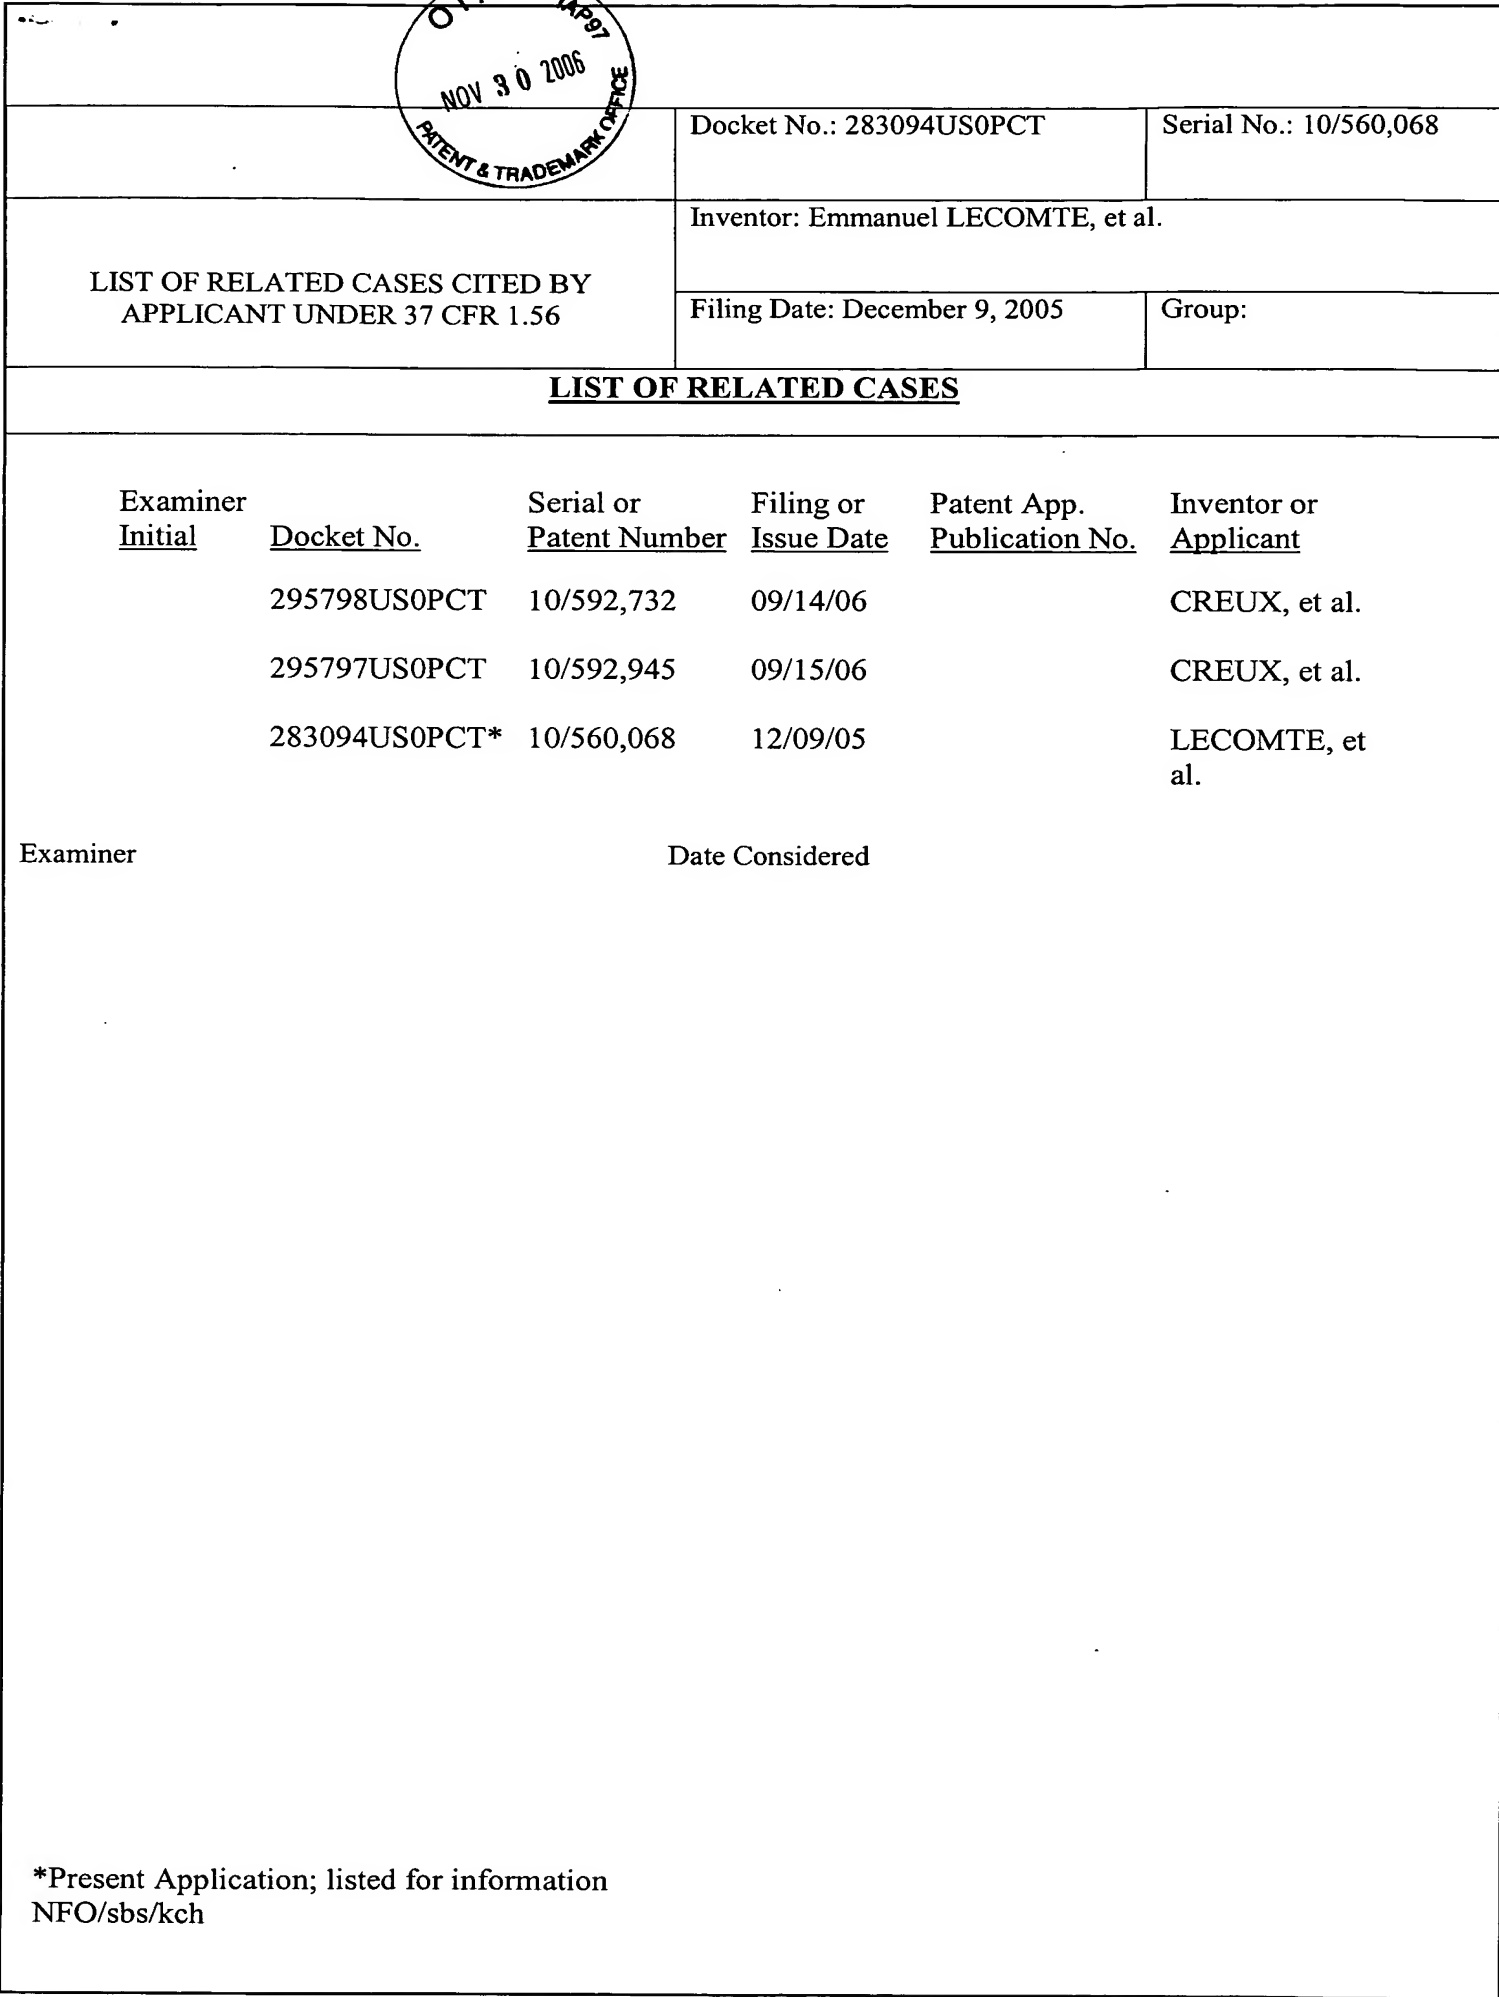 NOV 30 2006
PATENT & TRADEMARK OFFICE
Docket No.: 283094US0PCT
Serial No.: 10/560,068
Inventor: Emmanuel LECOMTE, et al.
LIST OF RELATED CASES CITED BY
APPLICANT UNDER 37 CFR 1.56
Filing Date: December 9, 2005
Group:
LIST OF RELATED CASES
Examiner Initial
Docket No.
Serial or Patent Number
Filing or Issue Date
Patent App. Publication No.
Inventor or Applicant
295798US0PCT 10/592,732 09/14/06 CREUX, et al.
295797US0PCT 10/592,945 09/15/06 CREUX, et al.
283094US0PCT* 10/560,068 12/09/05 LECOMTE, et
al.
Examiner Date Considered
*Present Application; listed for information
NFO/sbs/kch